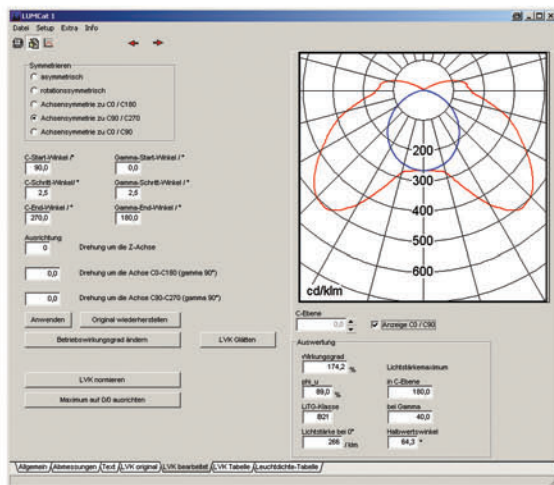 LUMCat 1
Datei Setup Extra Info
Symmetrieren
asymmetrisch
rotationssymmetrisch
Achsensymmetrie zu C0 / C180
Achsensymmetrie zu C90 / C270
Achsensymmetrie zu C0 / C90
C-Start-Winkel /° Gamma-Start-Winkel / °
90,0 0,0
C-Schritt-Winkel/ ° Gamma-Schritt-Winkel / °
2,5 2,5
C-End-Winkel / ° Gamma-End-Winkel / °
270,0 180,0
Ausrichtung
0 Drehung um die Z-Achse
0,0 Drehung um die Achse C0-C180 (gamma 90°)
0,0 Drehung um die Achse C90-C270 (gamma 90°)
Anwenden Original wiederherstellen
Betriebswirkungsgrad ändern LVK Glätten
LVK normieren
Maximum auf 0/0 ausrichten
200
300
400
500
600
cd/klm
C-Ebene
0,0 Anzeige C0 / C90
Auswertung
Wirkungsgrad
174,2 % Lichtstärkemaximum
phi_u in C-Ebene
89,0 % 180,0
LiTG-Klasse bei Gamma
B21 40,0
Lichtstärke bei 0° Halbwertswinkel
266 / klm 64,3 °
Allgemein Abmessungen Text LVK original LVK bearbeitet LVK Tabelle Leuchtdichte-Tabelle